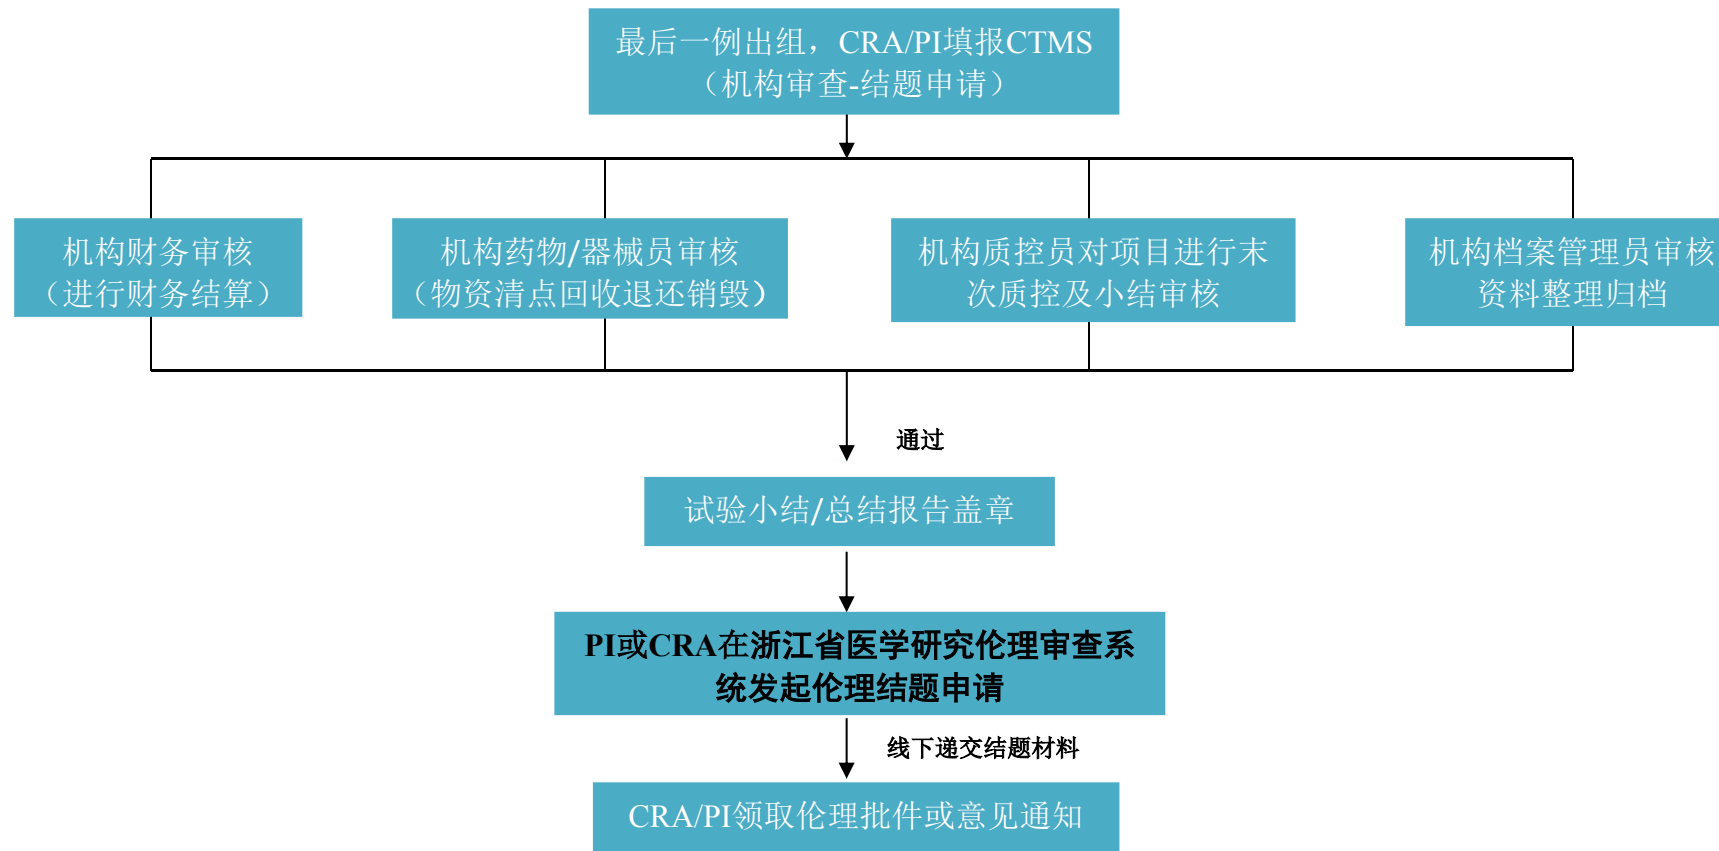 最后一例出组，CRA/PI填报CTMS
（机构审查-结题申请）
机构财务审核
（进行财务结算）
机构药物/器械员审核
（物资清点回收退还销毁）
机构质控员对项目进行末
次质控及小结审核
机构档案管理员审核
资料整理归档
通过
试验小结/总结报告盖章
PI或CRA在浙江省医学研究伦理审查系
统发起伦理结题申请
线下递交结题材料
CRA/PI领取伦理批件或意见通知